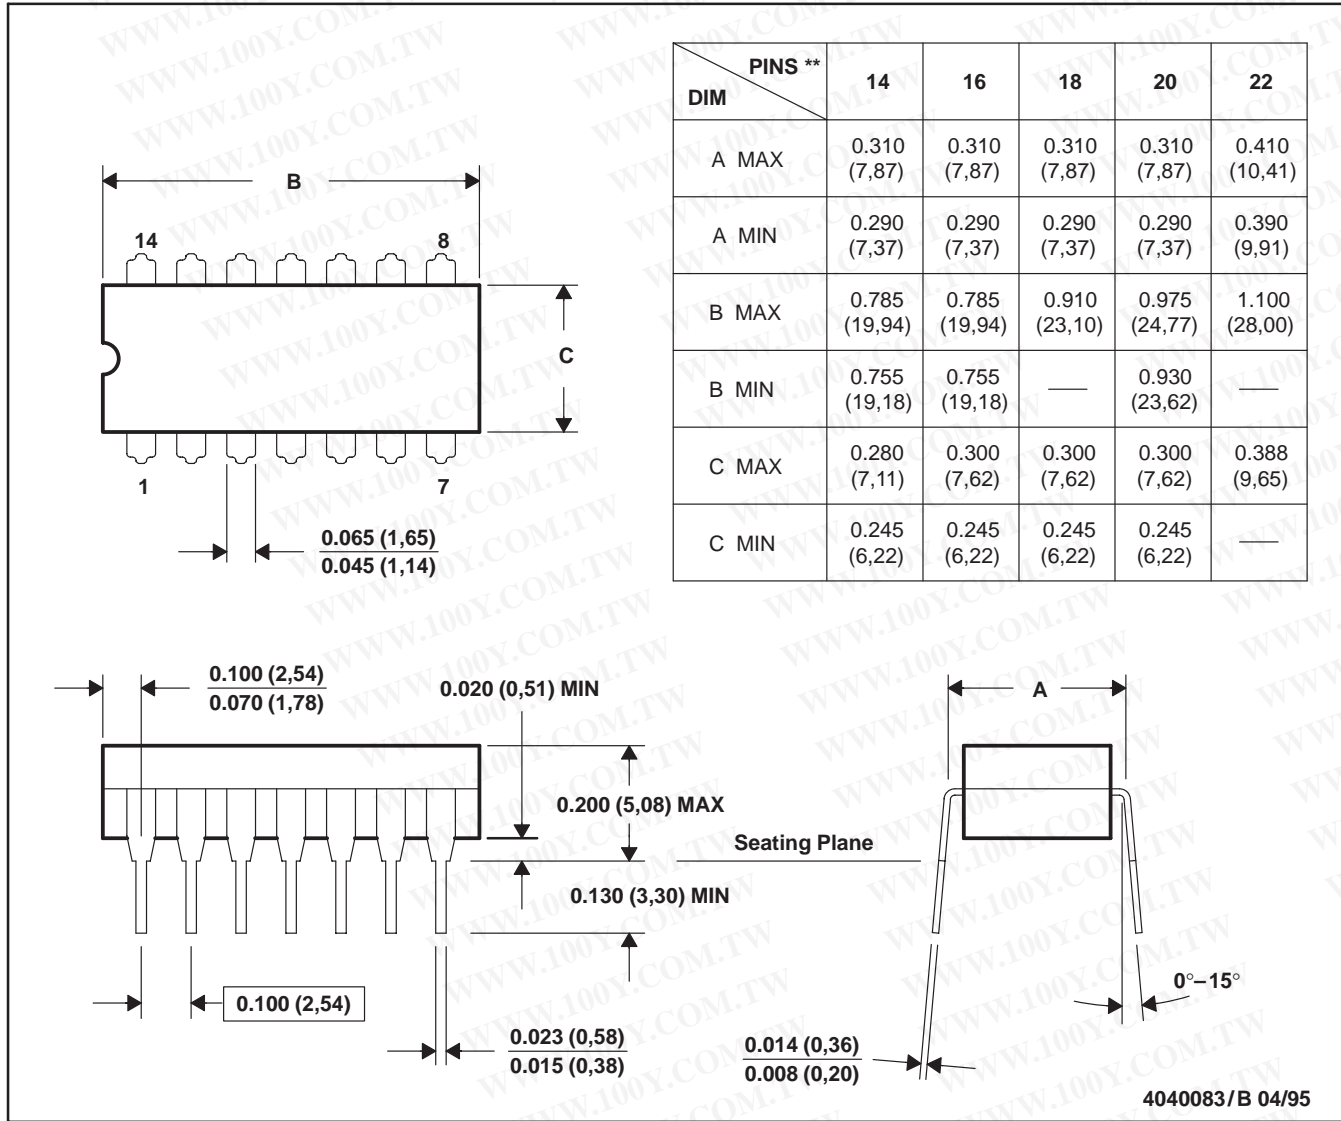 PINS **
DIM
14 16 18 20 22
A MAX 0.310 (7,87) 0.310 (7,87) 0.310 (7,87) 0.310 (7,87) 0.410 (10,41)
A MIN 0.290 (7,37) 0.290 (7,37) 0.290 (7,37) 0.290 (7,37) 0.390 (9,91)
B MAX 0.785 (19,94) 0.785 (19,94) 0.910 (23,10) 0.975 (24,77) 1.100 (28,00)
B MIN 0.755 (19,18) 0.755 (19,18) — 0.930 (23,62) —
C MAX 0.280 (7,11) 0.300 (7,62) 0.300 (7,62) 0.300 (7,62) 0.388 (9,65)
C MIN 0.245 (6,22) 0.245 (6,22) 0.245 (6,22) 0.245 (6,22) —
B
14 8
C
1 7
0.065 (1,65)
0.045 (1,14)
0.100 (2,54)
0.070 (1,78)
0.020 (0,51) MIN
A
0.200 (5,08) MAX
Seating Plane
0.130 (3,30) MIN
0.100 (2,54)
0°–15°
0.023 (0,58)
0.015 (0,38)
0.014 (0,36)
0.008 (0,20)
4040083/B 04/95
WWW.100Y.COM.TW